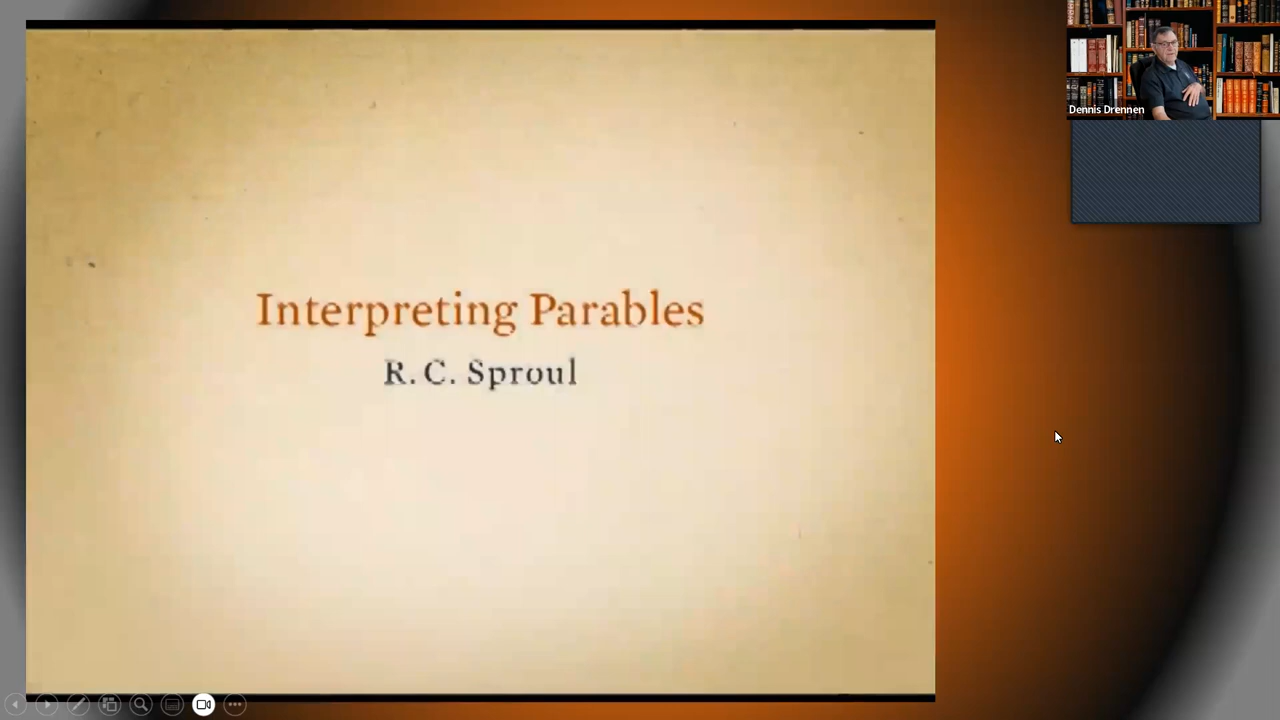 Interpreting Parables
R. C. Sproul
Dennis Drennen